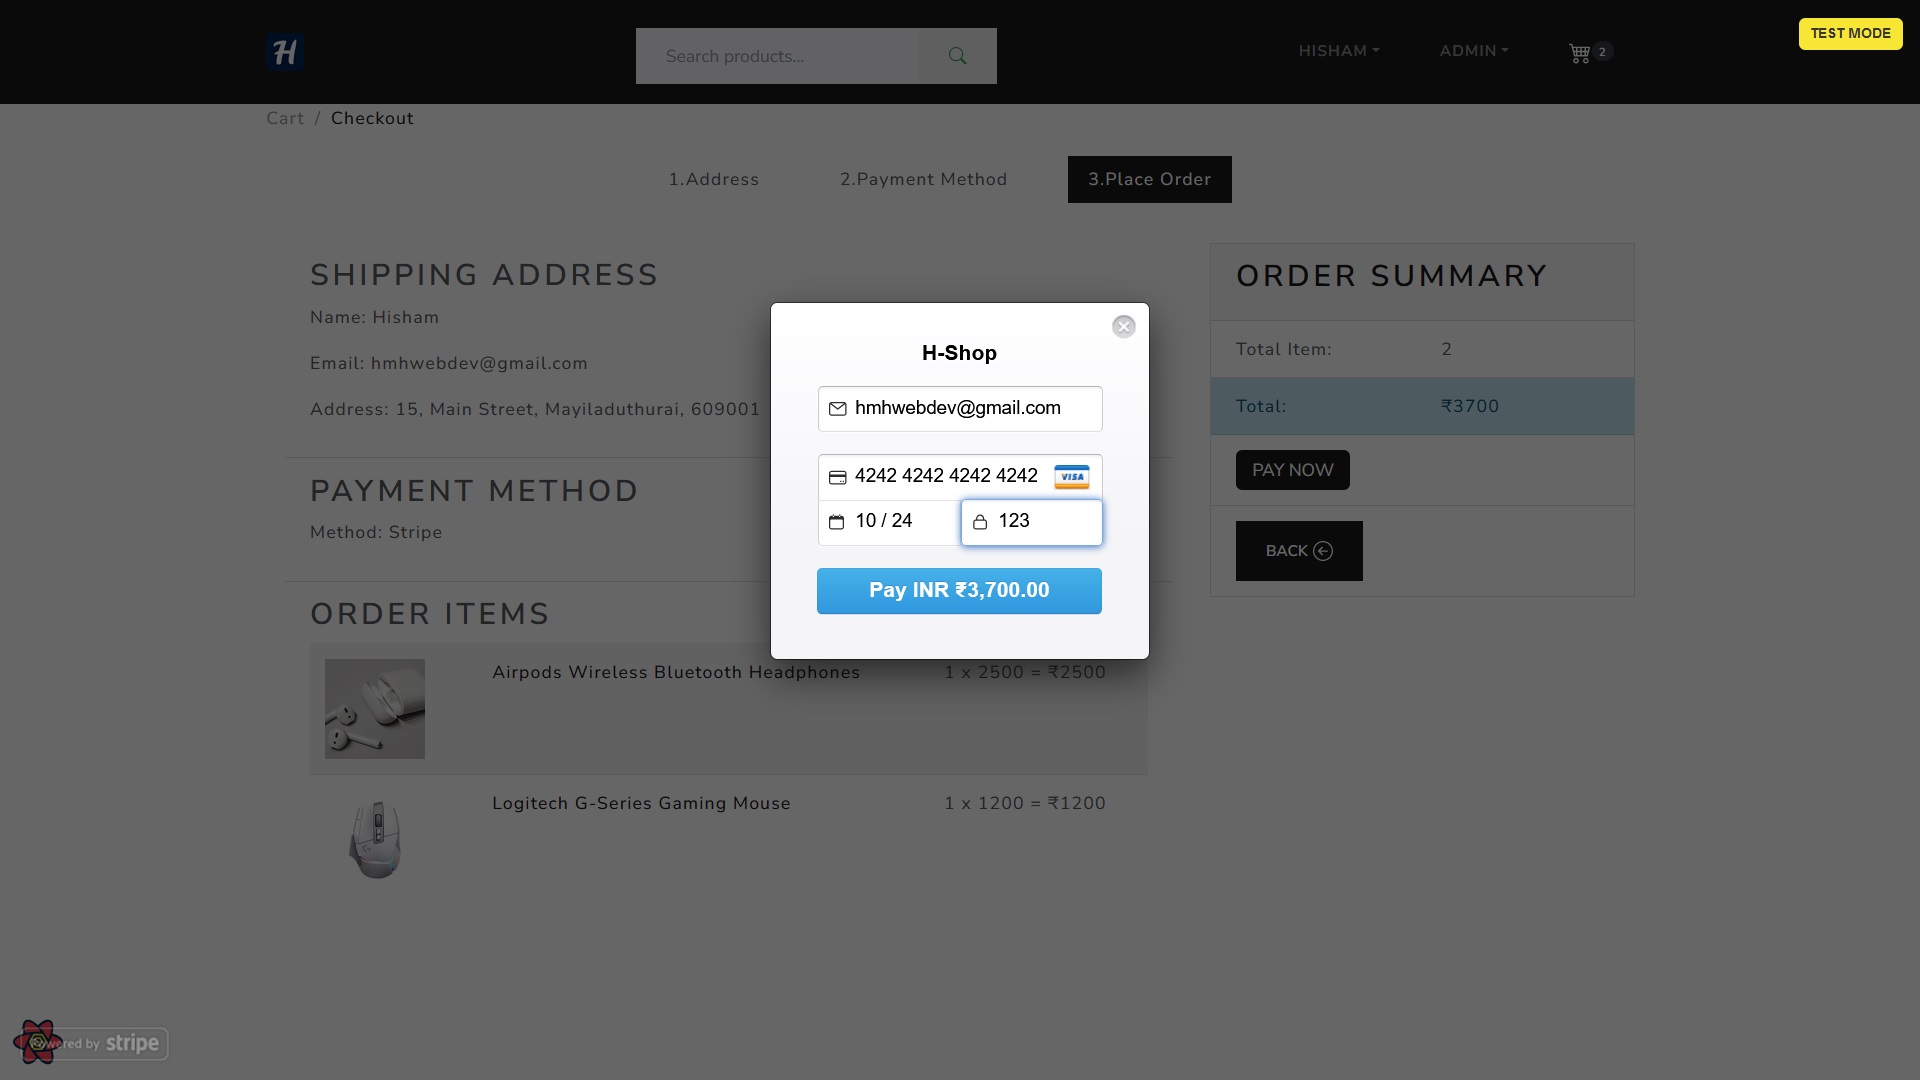 H
Search products...
HISHAM
ADMIN
2
TEST MODE
Cart / Checkout
1.Address
2.Payment Method
3.Place Order
SHIPPING ADDRESS
Name: Hisham
Email: hmhwebdev@gmail.com
Address: 15, Main Street, Mayiladuthurai, 609001
PAYMENT METHOD
Method: Stripe
ORDER ITEMS
Airpods Wireless Bluetooth Headphones
1 x 2500 = ₹2500
Logitech G-Series Gaming Mouse
1 x 1200 = ₹1200
H-Shop
hmhwebdev@gmail.com
4242 4242 4242 4242 VISA
10 / 24
123
Pay INR ₹3,700.00
ORDER SUMMARY
Total Item: 2
Total: ₹3700
PAY NOW
BACK
Powered by stripe